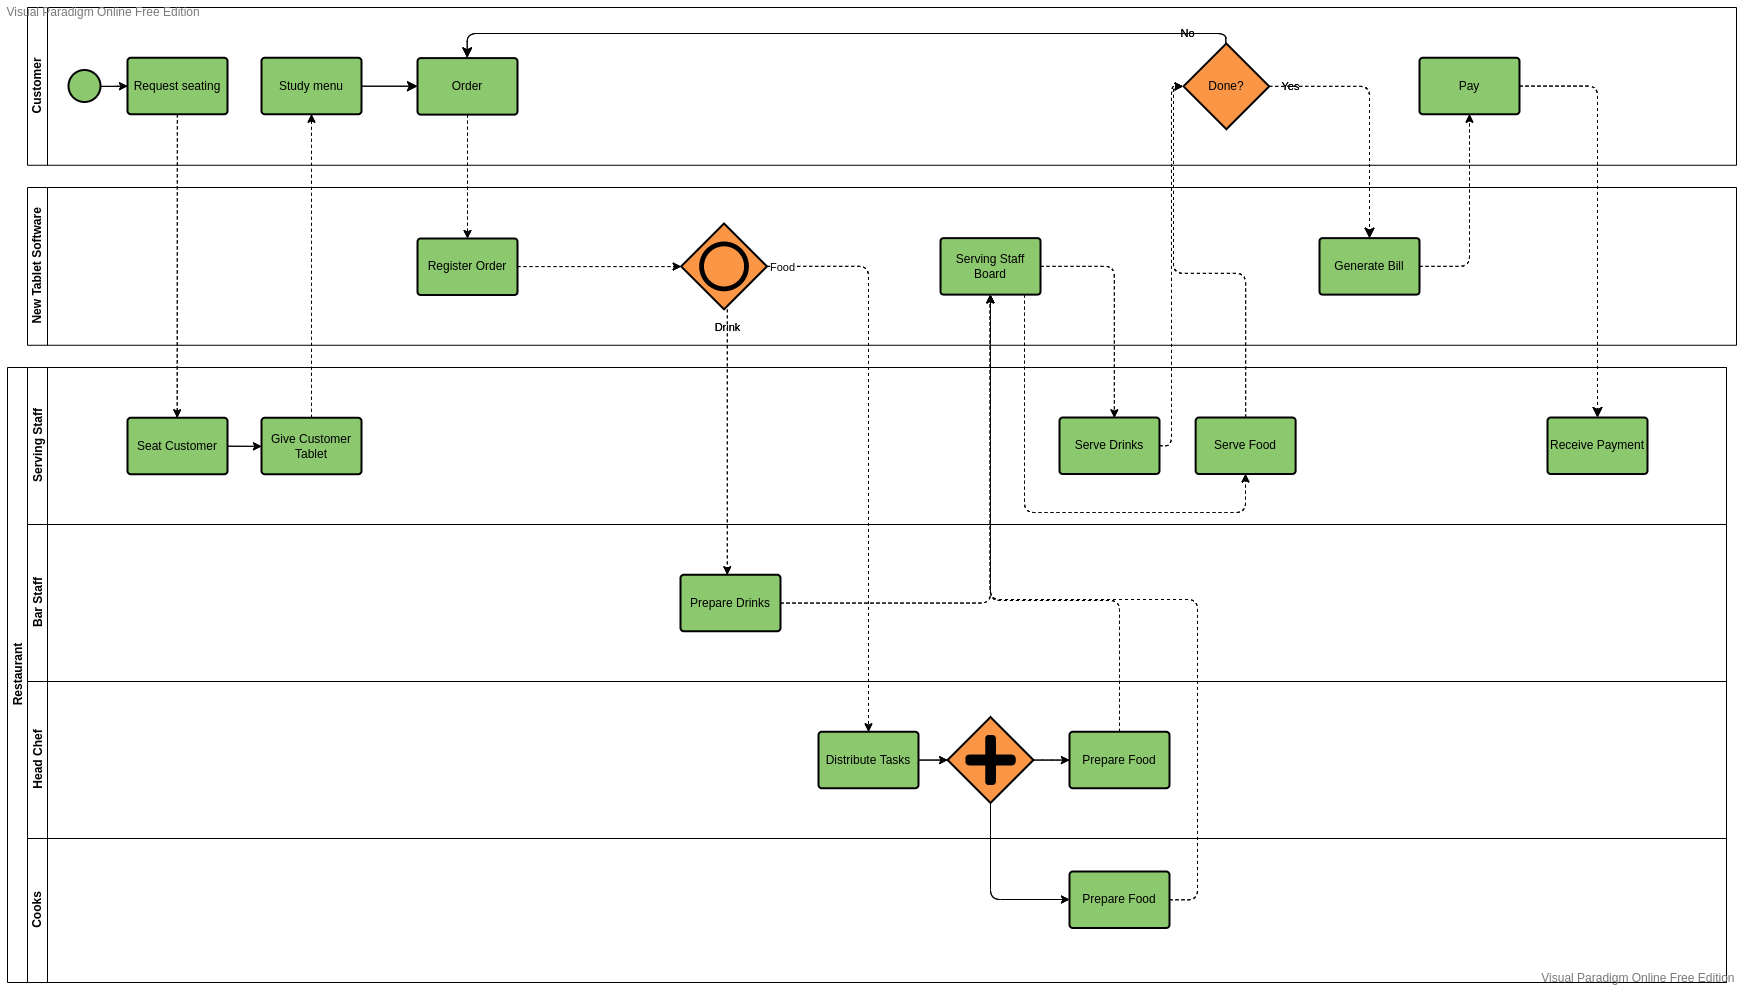 Visual Paradigm Online Free Edition
Customer
Request seating
Study menu
Order
No
Done?
Yes
Pay
New Tablet Software
Register Order
Food
Drink
Serving Staff
Board
Generate Bill
Restaurant
Serving Staff
Seat Customer
Give Customer
Tablet
Serve Drinks
Serve Food
Receive Payment
Bar Staff
Prepare Drinks
Head Chef
Distribute Tasks
Prepare Food
Cooks
Prepare Food
Visual Paradigm Online Free Edition